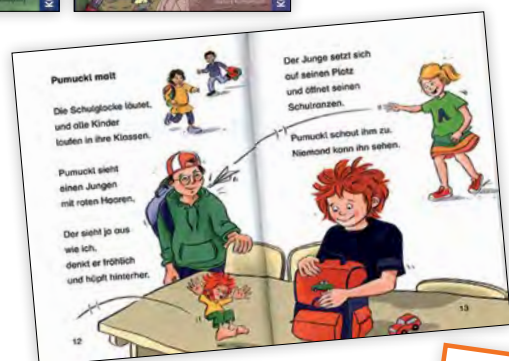 Pumuckl malt
Die Schulglocke läutet,
und alle Kinder
laufen in ihre Klassen.
Pumuckl sieht
einen Jungen
mit roten Haaren.
Der sieht ja aus
wie ich,
denkt er fröhlich
und hüpft hinterher.
12
Der Junge setzt sich
auf seinen Platz
und öffnet seinen
Schulranzen.
Pumuckl schaut ihm zu.
Niemand kann ihn sehen.
A
13